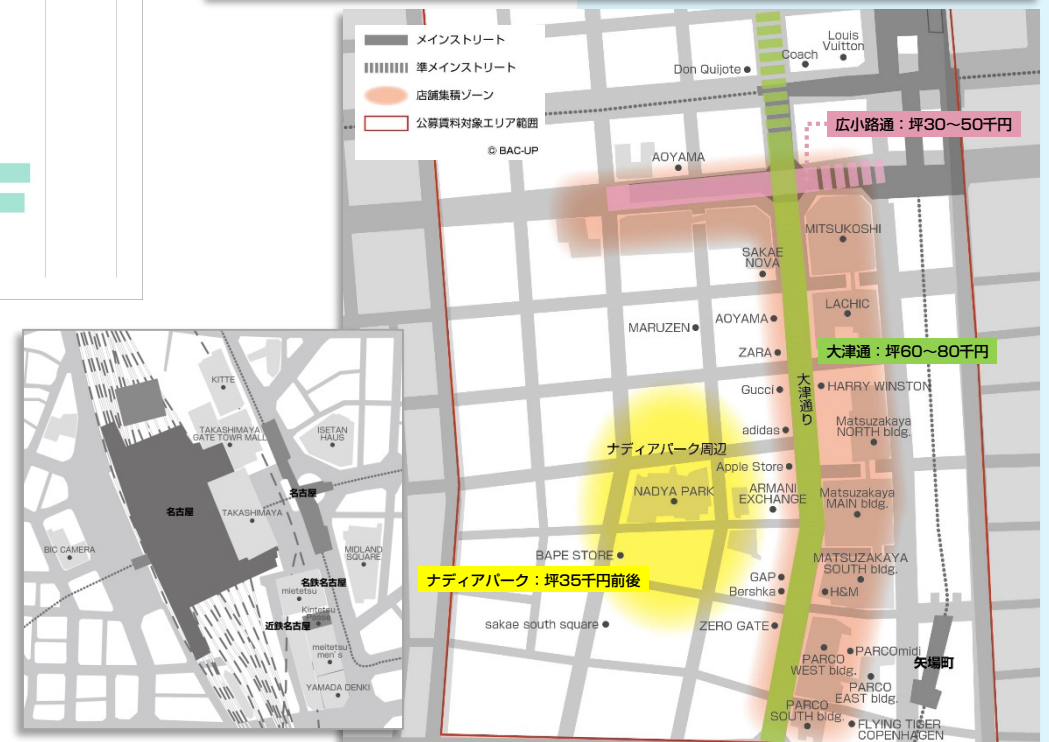 メインストリート
準メインストリート
店舗集積ゾーン
公募賃料対象エリア範囲
© BAC-UP
Don Quijote
Coach
Louis
Vuitton
広小路通：坪30～50千円
AOYAMA
MITSUKOSHI
SAKAE
NOVA
LACHIC
AOYAMA
MARUZEN
ZARA
大津通：坪60～80千円
大津通り
Gucci
HARRY WINSTON
adidas
Matsuzakaya
NORTH bldg.
ナディアパーク周辺
Apple Store
NADYA PARK
ARMANI
EXCHANGE
Matsuzakaya
MAIN bldg.
BAPE STORE
MATSUZAKAYA
SOUTH bldg.
ナディアパーク：坪35千円前後
GAP
Bershka
H&M
sakae south square
ZERO GATE
PARCO
WEST bldg.
PARCOmidi
矢場町
PARCO
EAST bldg.
PARCO
SOUTH bldg.
FLYING TIGER
COPENHAGEN
KITTE
TAKASHIMAYA
GATE TOWN MALL
ISETAN
HAUS
名古屋
名古屋
TAKASHIMAYA
BIC CAMERA
MIDLAND
SQUARE
名鉄名古屋
mietetsu
Kintetsu
Passe
近鉄名古屋
meitetsu
men's
YAMADA DENKI